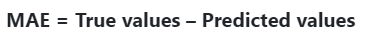 MAE = True values – Predicted values